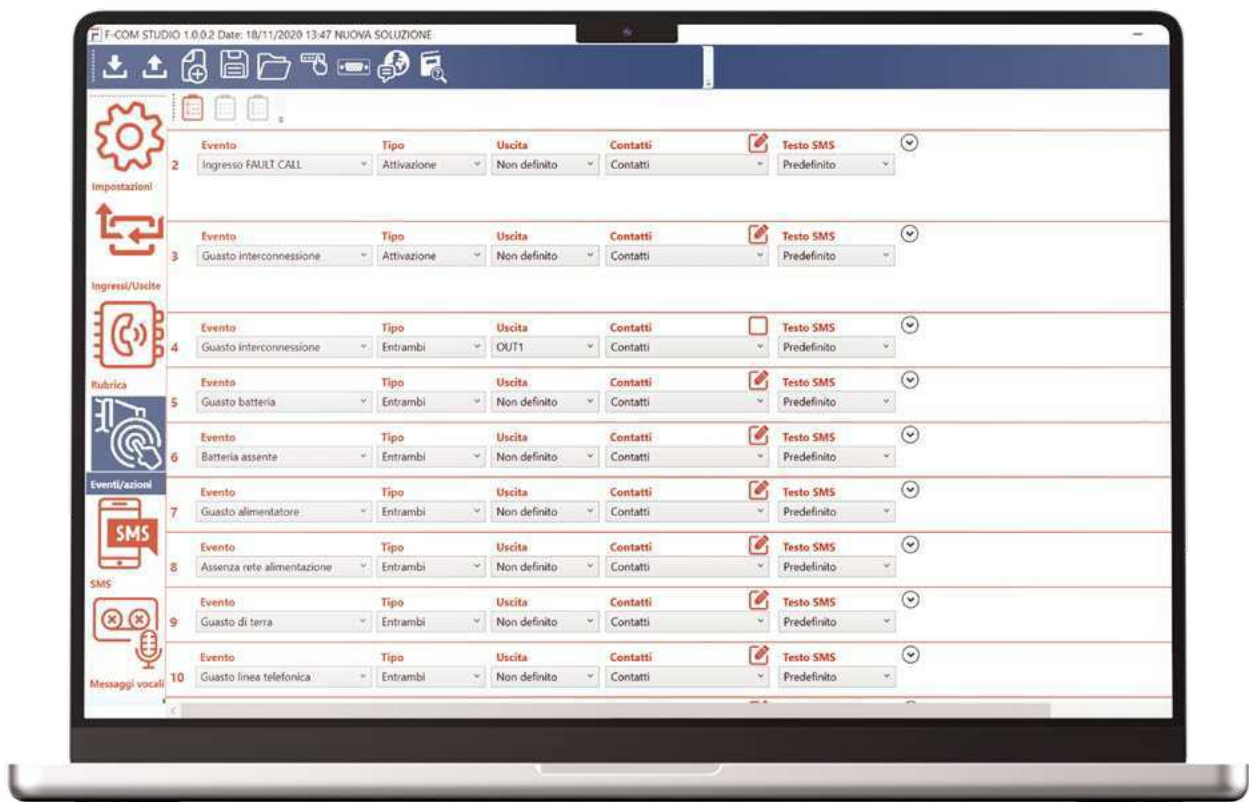 F-COM STUDIO 1.0.0.2 Date: 18/11/2020 13:47 NUOVA SOLUZIONE
Impostazioni
Ingressi/Uscite
Rubrica
Eventi/azioni
SMS
SMS
Messaggi vocali
Evento Tipo Uscita Contatti Testo SMS
2 Ingresso FAULT CALL Attivazione Non definito Contatti Predefinito
Evento Tipo Uscita Contatti Testo SMS
3 Guasto interconnessione Attivazione Non definito Contatti Predefinito
Evento Tipo Uscita Contatti Testo SMS
4 Guasto interconnessione Entrambi OUT1 Contatti Predefinito
Evento Tipo Uscita Contatti Testo SMS
5 Guasto batteria Entrambi Non definito Contatti Predefinito
Evento Tipo Uscita Contatti Testo SMS
6 Batteria assente Entrambi Non definito Contatti Predefinito
Evento Tipo Uscita Contatti Testo SMS
7 Guasto alimentatore Entrambi Non definito Contatti Predefinito
Evento Tipo Uscita Contatti Testo SMS
8 Assenza rete alimentazione Entrambi Non definito Contatti Predefinito
Evento Tipo Uscita Contatti Testo SMS
9 Guasto di terra Entrambi Non definito Contatti Predefinito
Evento Tipo Uscita Contatti Testo SMS
10 Guasto linea telefonica Entrambi Non definito Contatti Predefinito